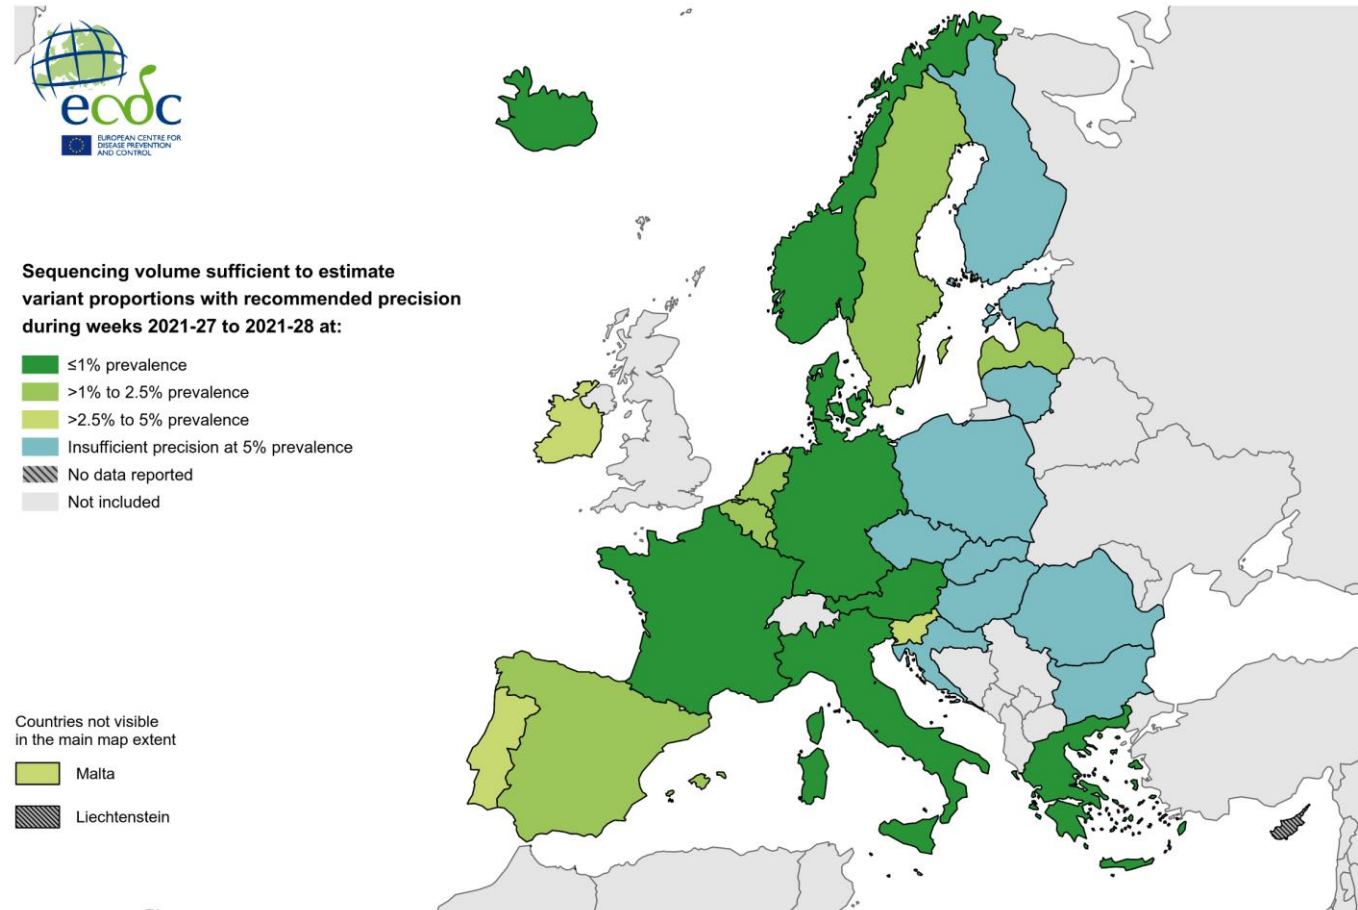 ecdc
EUROPEAN CENTRE FOR
DISEASE PREVENTION
AND CONTROL
Sequencing volume sufficient to estimate
variant proportions with recommended precision
during weeks 2021-27 to 2021-28 at:
≤1% prevalence
>1% to 2.5% prevalence
>2.5% to 5% prevalence
Insufficient precision at 5% prevalence
No data reported
Not included
Countries not visible
in the main map extent
Malta
Liechtenstein